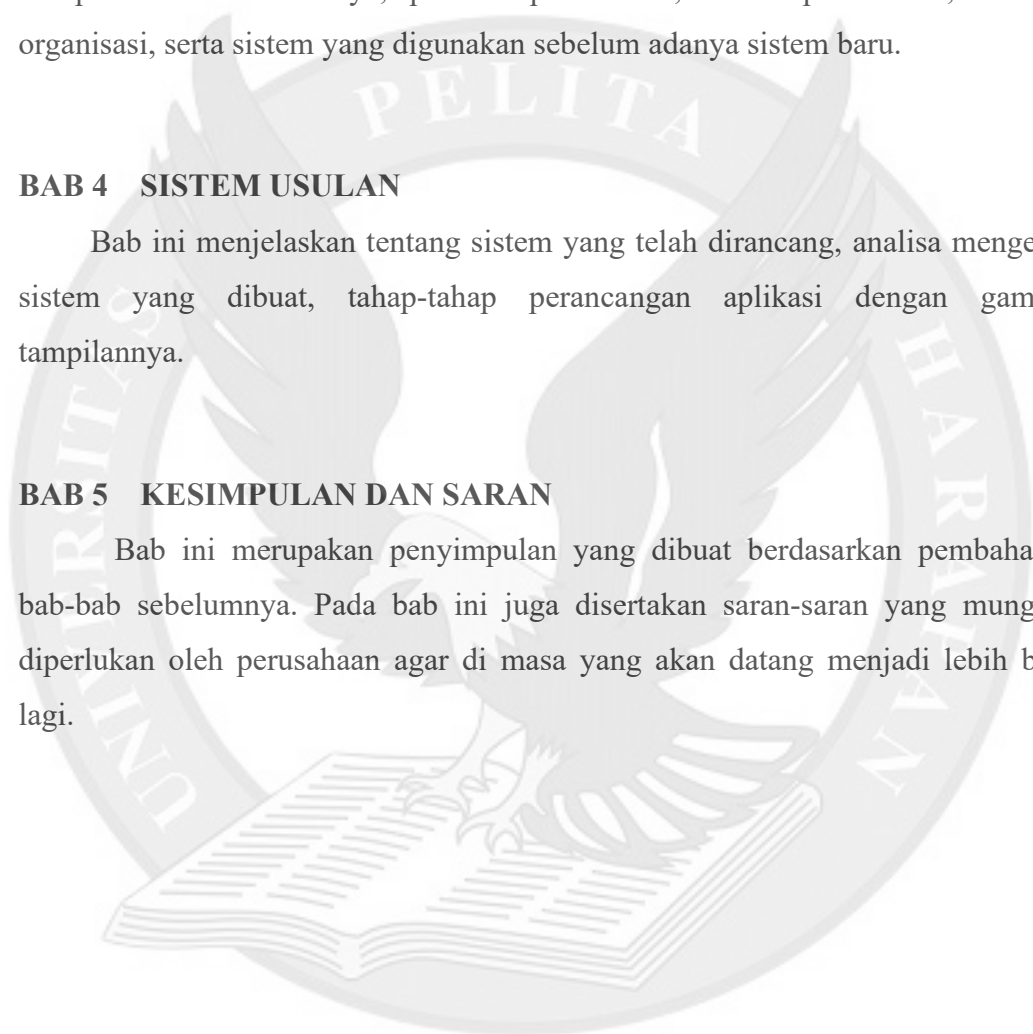 organisasi, serta sistem yang digunakan sebelum adanya sistem baru.
BAB 4 SISTEM USULAN
Bab ini menjelaskan tentang sistem yang telah dirancang, analisa menge
sistem yang dibuat, tahap-tahap perancangan aplikasi dengan gam
tampilannya.
BAB 5 KESIMPULAN DAN SARAN
Bab ini merupakan penyimpulan yang dibuat berdasarkan pembaha
bab-bab sebelumnya. Pada bab ini juga disertakan saran-saran yang mung
diperlukan oleh perusahaan agar di masa yang akan datang menjadi lebih b
lagi.
UNIVERSITAS PELITA HARAPAN